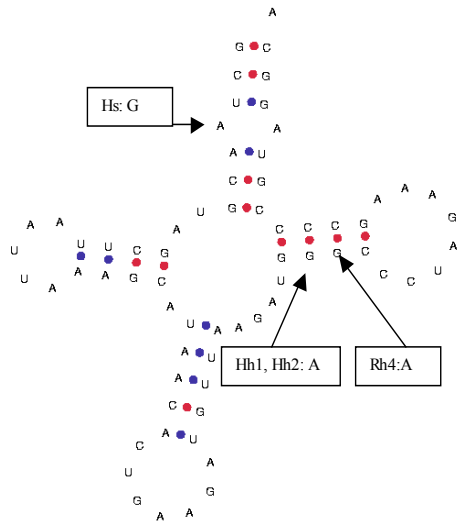 A
G C
C G
U G
Hs: G
A A
A U
C G
G C
A A A G A U C C
U A
C C C G
G G G C
A A U U C G
U U A A A G C
A
U G A
U A A
A U
A U
C G
A U
C U G A A G A
Hh1, Hh2: A
Rh4:A